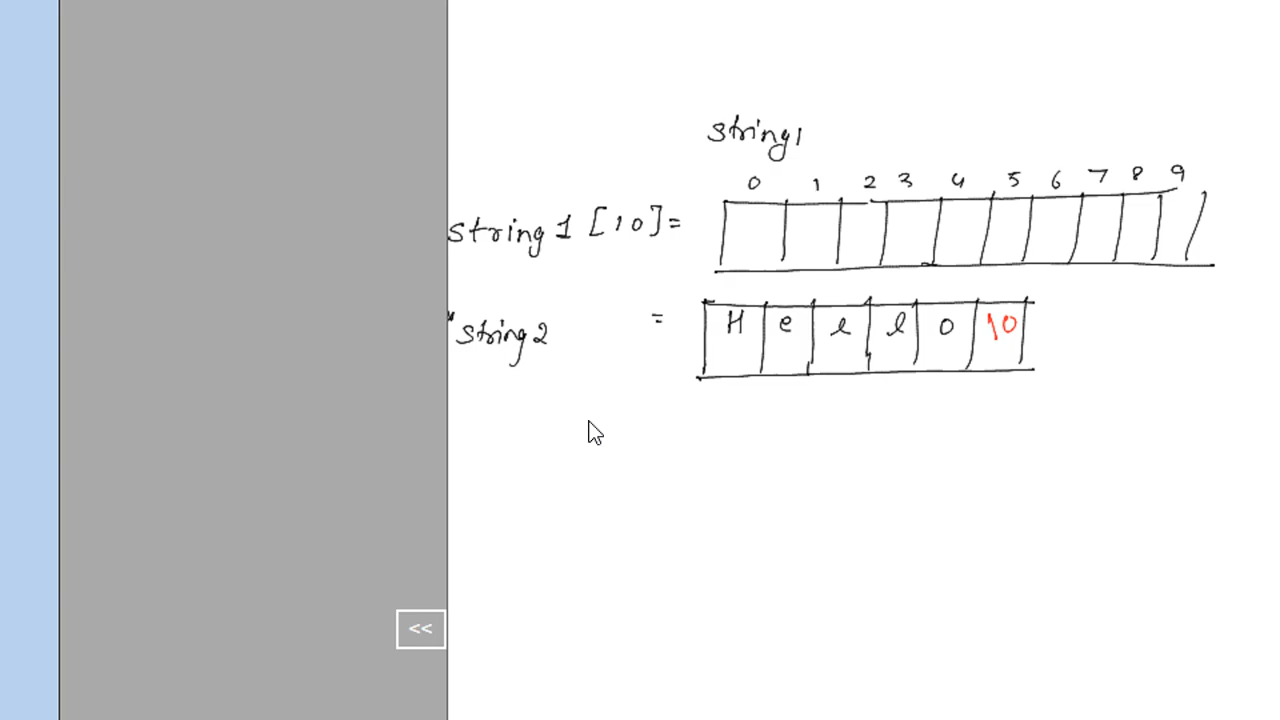 string1
0 1 2 3 4 5 6 7 8 9
string 1 [10] =
*string 2 = H e l l o \0
<<